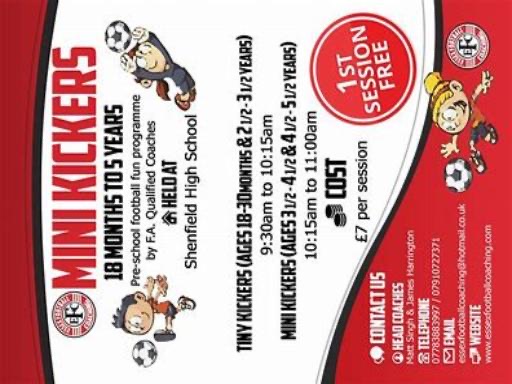 MINI KICKERS
18 MONTHS TO 5 YEARS
Pre-school football fun programme
by F.A. Qualified Coaches
HELD AT
Shenfield High School
TINY KICKERS (AGES 18-30MONTHS & 2 1/2- 3 1/2 YEARS)
9:30am to 10:15am
MINI KICKERS (AGES 3 1/2 - 4 1/2 & 4 1/2 - 5 1/2 YEARS)
10:15am to 11:00am
COST
£7 per session
1ST
SESSION
FREE
CONTACT US
HEAD COACHES
Matt Singh & James Harrington
TELEPHONE
07783883997 / 07910727371
EMAIL
essexfootballcoaching@hotmail.co.uk
WEBSITE
www.essexfootballcoaching.com